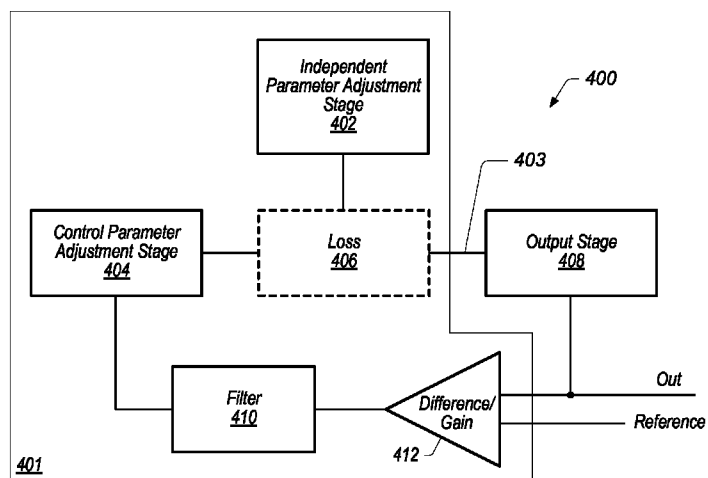 Independent
Parameter Adjustment
Stage
402
400
403
Control Parameter
Adjustment Stage
404
Loss
406
Output Stage
408
Filter
410
Difference/
Gain
412
Out
Reference
401